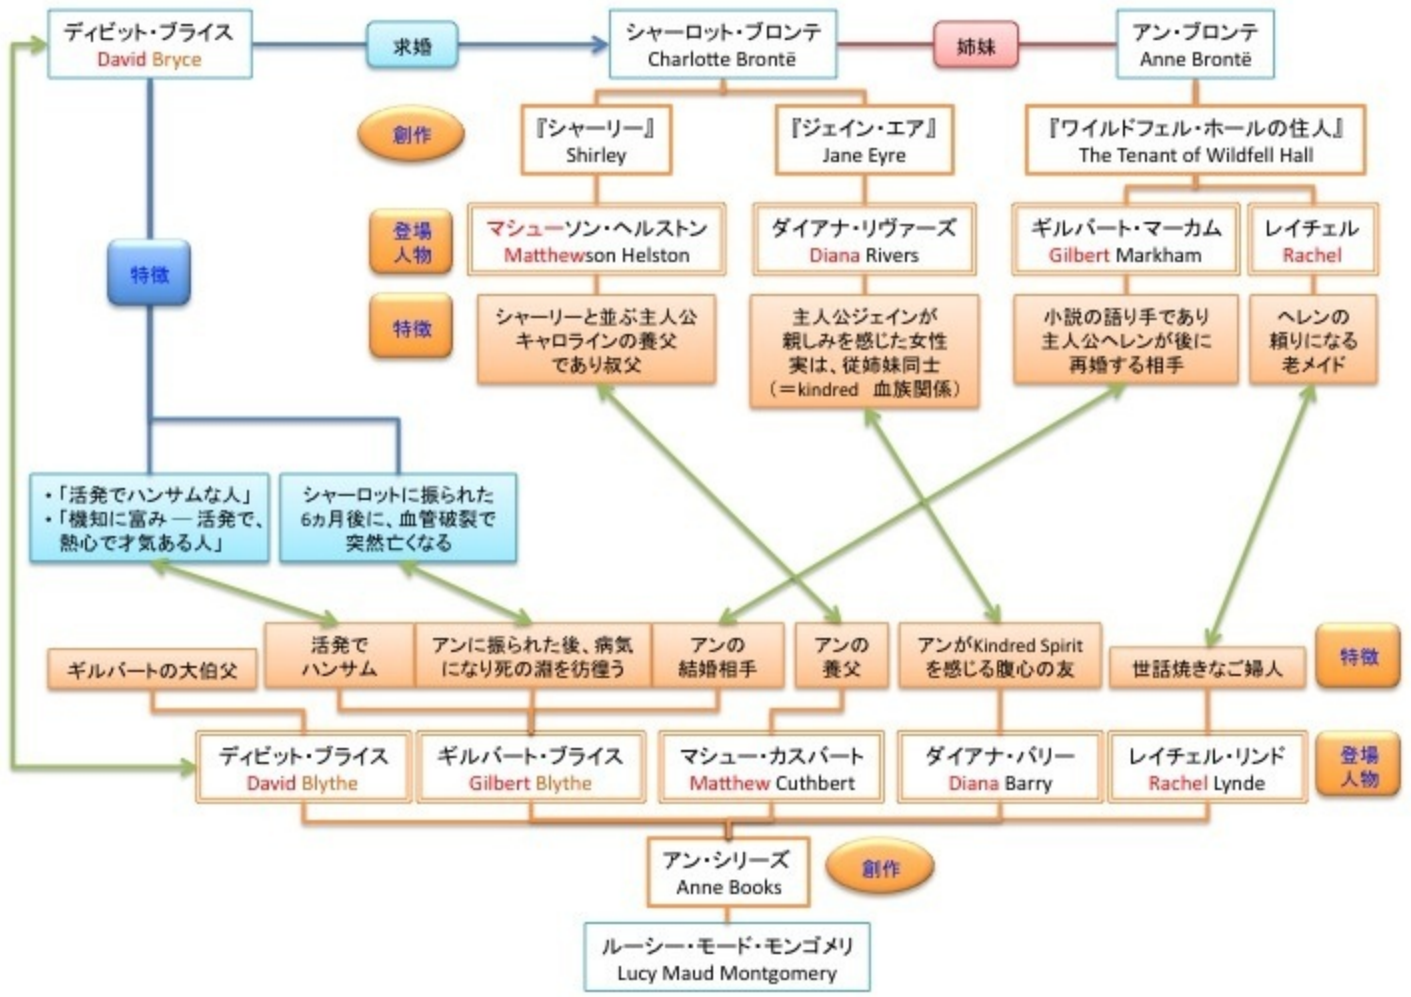 ディビット・ブライス
David Bryce
求婚
シャーロット・ブロンテ
Charlotte Brontë
姉妹
アン・ブロンテ
Anne Brontë
創作
『シャーリー』
Shirley
『ジェイン・エア』
Jane Eyre
『ワイルドフェル・ホールの住人』
The Tenant of Wildfell Hall
登場
人物
マシューソン・ヘルストン
Matthewson Helston
ダイアナ・リヴァーズ
Diana Rivers
ギルバート・マーカム
Gilbert Markham
レイチェル
Rachel
特徴
特徴
シャーリーと並ぶ主人公
キャロラインの養父
であり叔父
主人公ジェインが
親しみを感じた女性
実は、従姉妹同士
(=kindred 血族関係)
小説の語り手であり
主人公ヘレンが後に
再婚する相手
ヘレンの
頼りになる
老メイド
・「活発でハンサムな人」
・「機知に富み ― 活発で、
熱心で才気ある人」
シャーロットに振られた
6ヵ月後に、血管破裂で
突然亡くなる
ギルバートの大伯父
活発で
ハンサム
アンに振られた後、病気
になり死の淵を彷徨う
アンの
結婚相手
アンの
養父
アンがKindred Spirit
を感じる腹心の友
世話焼きなご婦人
特徴
ディビット・ブライス
David Blythe
ギルバート・ブライス
Gilbert Blythe
マシュー・カスバート
Matthew Cuthbert
ダイアナ・バリー
Diana Barry
レイチェル・リンド
Rachel Lynde
登場
人物
アン・シリーズ
Anne Books
創作
ルーシー・モード・モンゴメリ
Lucy Maud Montgomery